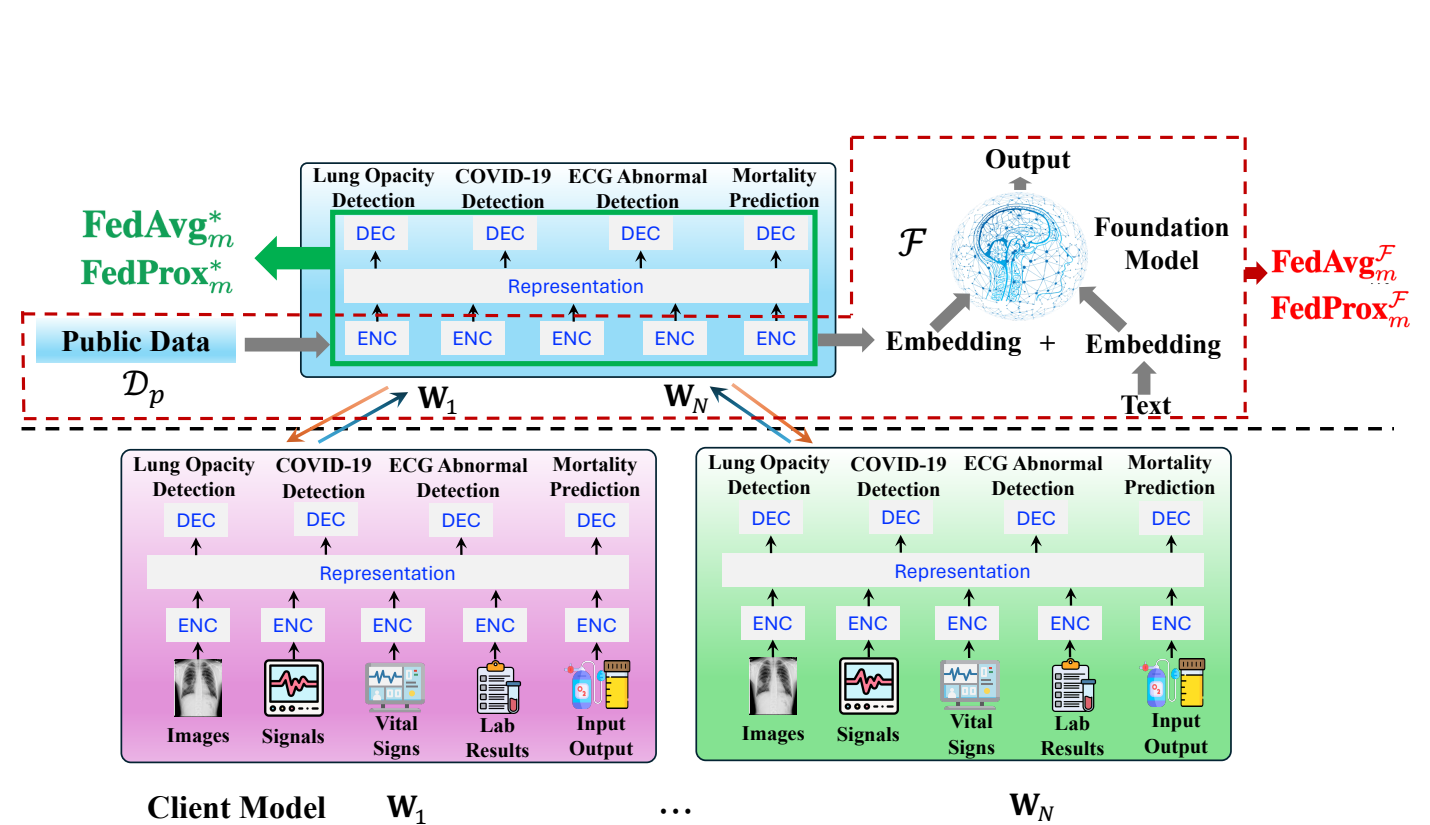 Output
Lung Opacity Detection
COVID-19 Detection
ECG Abnormal Detection
Mortality Prediction
FedAvg*m
FedProx*m
DEC DEC DEC DEC
Representation
ENC ENC ENC ENC ENC
ℱ
Foundation
Model
FedAvgℱm
FedProxℱm
Public Data
𝒟p
Embedding + Embedding
Text
W1
WN
Lung Opacity Detection
COVID-19 Detection
ECG Abnormal Detection
Mortality Prediction
DEC DEC DEC DEC
Representation
ENC ENC ENC ENC ENC
O2
Images
Signals
Vital Signs
Lab Results
Input Output
Lung Opacity Detection
COVID-19 Detection
ECG Abnormal Detection
Mortality Prediction
DEC DEC DEC DEC
Representation
ENC ENC ENC ENC ENC
O2
Images
Signals
Vital Signs
Lab Results
Input Output
Client Model W1 … WN